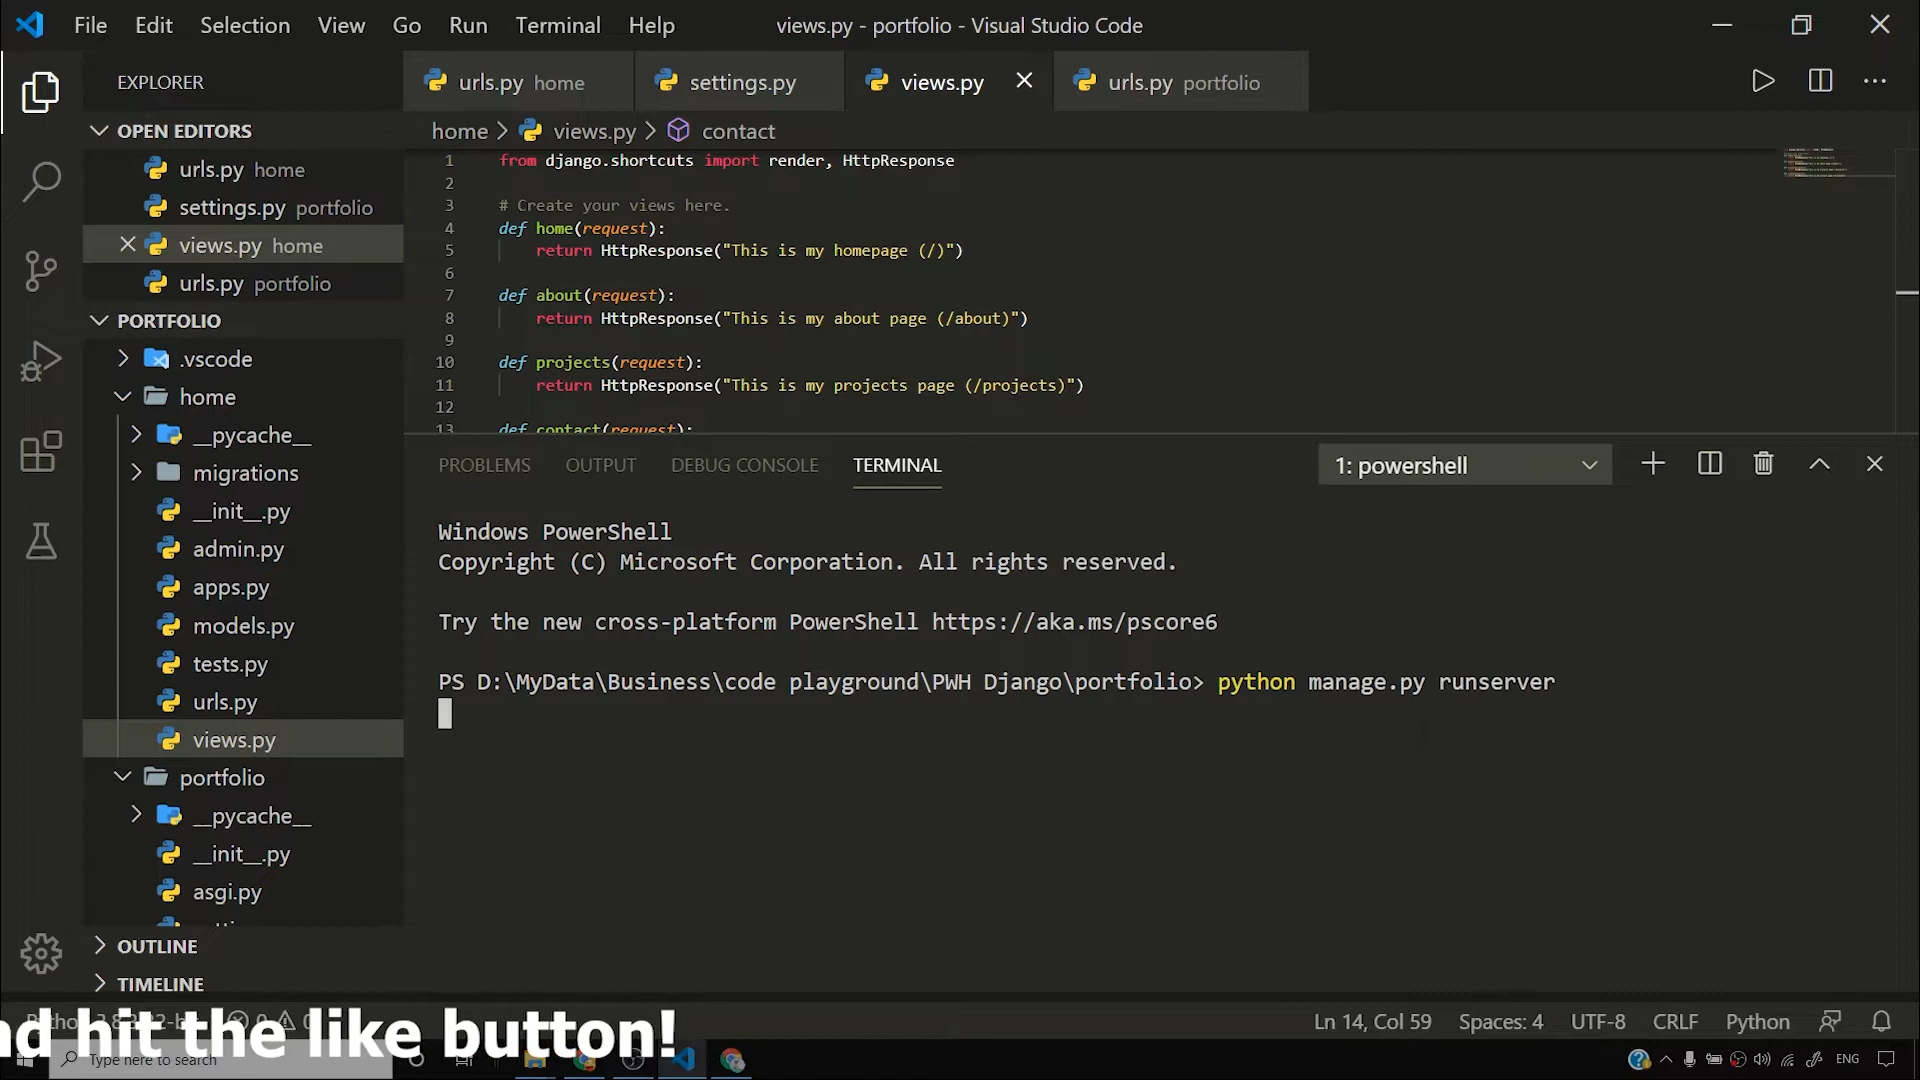 File Edit Selection View Go Run Terminal Help views.py - portfolio - Visual Studio Code
EXPLORER
OPEN EDITORS
urls.py home
settings.py portfolio
views.py home
urls.py portfolio
PORTFOLIO
.vscode
home
__pycache__
migrations
__init__.py
admin.py
apps.py
models.py
tests.py
urls.py
views.py
portfolio
__pycache__
__init__.py
asgi.py
OUTLINE
TIMELINE
urls.py home settings.py views.py urls.py portfolio
home > views.py > contact
1 from django.shortcuts import render, HttpResponse
2
3 # Create your views here.
4 def home(request):
5 return HttpResponse("This is my homepage (/)")
6
7 def about(request):
8 return HttpResponse("This is my about page (/about)")
9
10 def projects(request):
11 return HttpResponse("This is my projects page (/projects)")
12
13 def contact(request):
PROBLEMS OUTPUT DEBUG CONSOLE TERMINAL 1: powershell
Windows PowerShell
Copyright (C) Microsoft Corporation. All rights reserved.
Try the new cross-platform PowerShell https://aka.ms/pscore6
PS D:\MyData\Business\code playground\PWH Django\portfolio> python manage.py runserver
Ln 14, Col 59 Spaces: 4 UTF-8 CRLF Python
hit the like button!
Type here to search
ENG